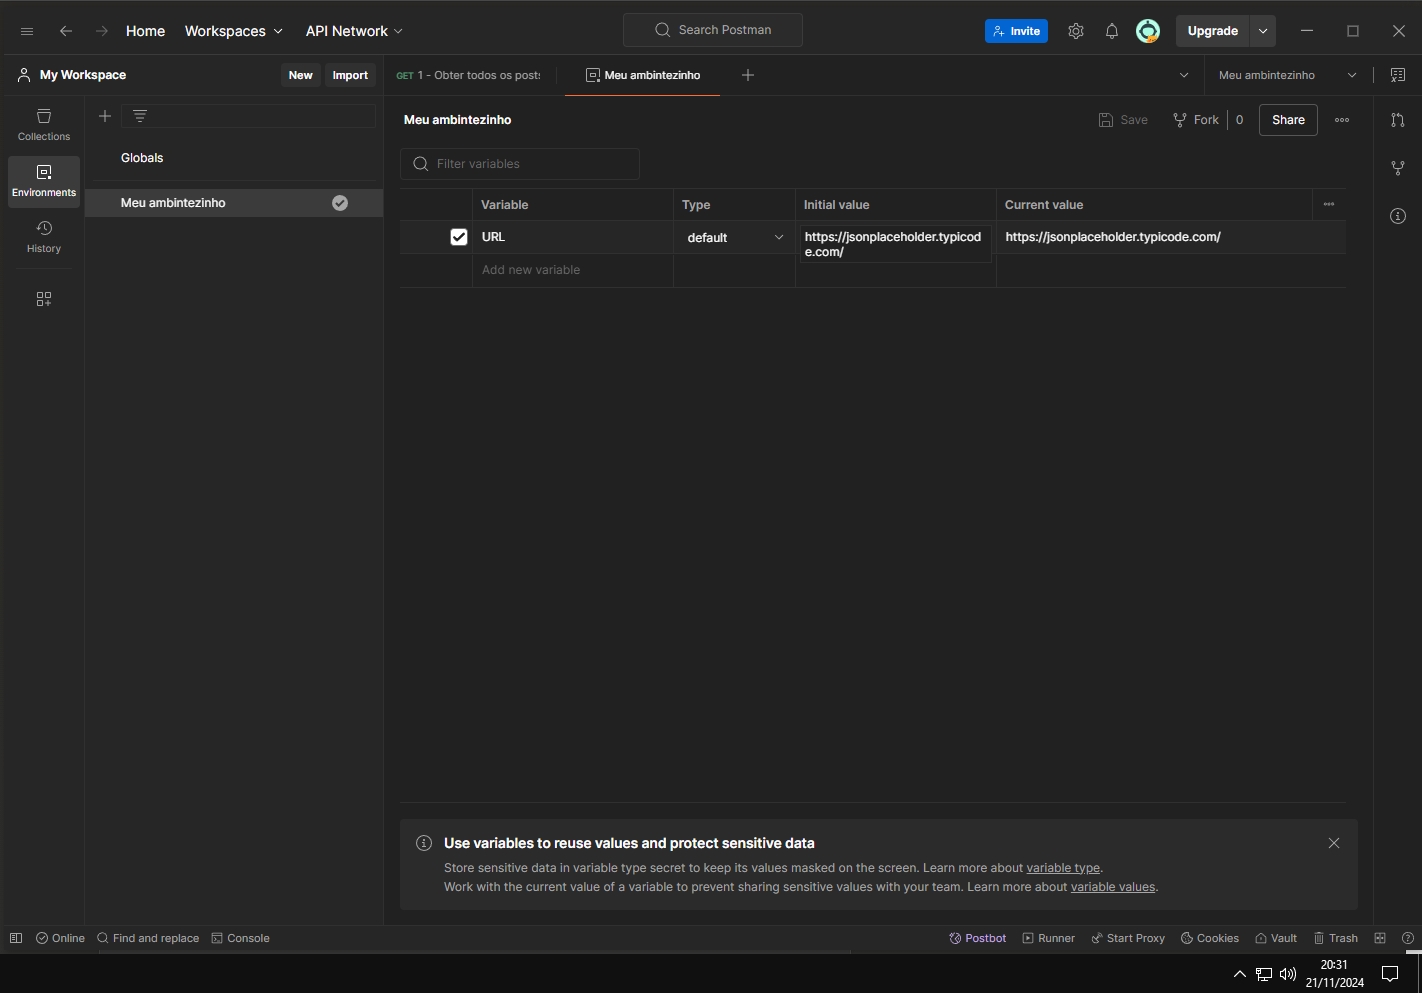 Home Workspaces API Network Search Postman Invite Upgrade
My Workspace New Import GET 1 - Obter todos os posts Meu ambintezinho Meu ambintezinho
Collections
Environments
History
Globals
Meu ambintezinho
Meu ambintezinho Save Fork 0 Share
Filter variables
Variable Type Initial value Current value
URL default https://jsonplaceholder.typicod https://jsonplaceholder.typicode.com/
e.com/
Add new variable
Use variables to reuse values and protect sensitive data
Store sensitive data in variable type secret to keep its values masked on the screen. Learn more about variable type.
Work with the current value of a variable to prevent sharing sensitive values with your team. Learn more about variable values.
Online Find and replace Console Postbot Runner Start Proxy Cookies Vault Trash
20:31
21/11/2024